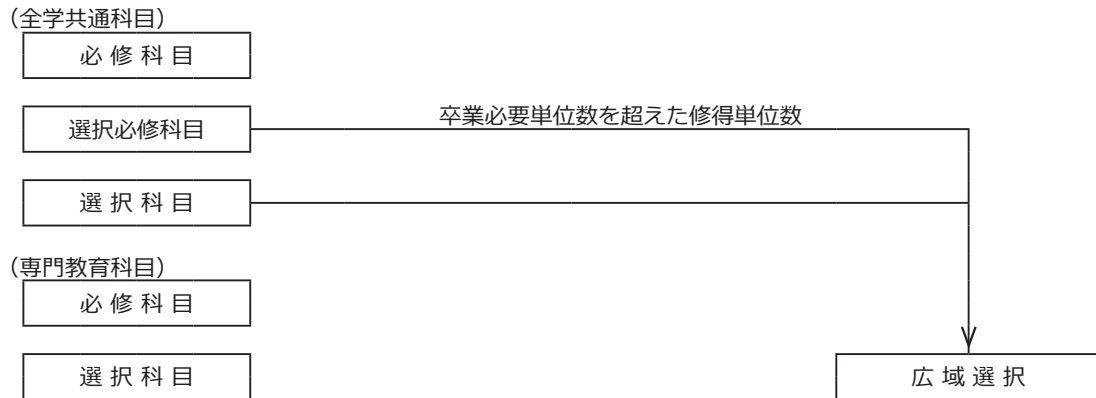 （全学共通科目）
必修科目
選択必修科目
卒業必要単位数を超えた修得単位数
選択科目
（専門教育科目）
必修科目
選択科目
広域選択